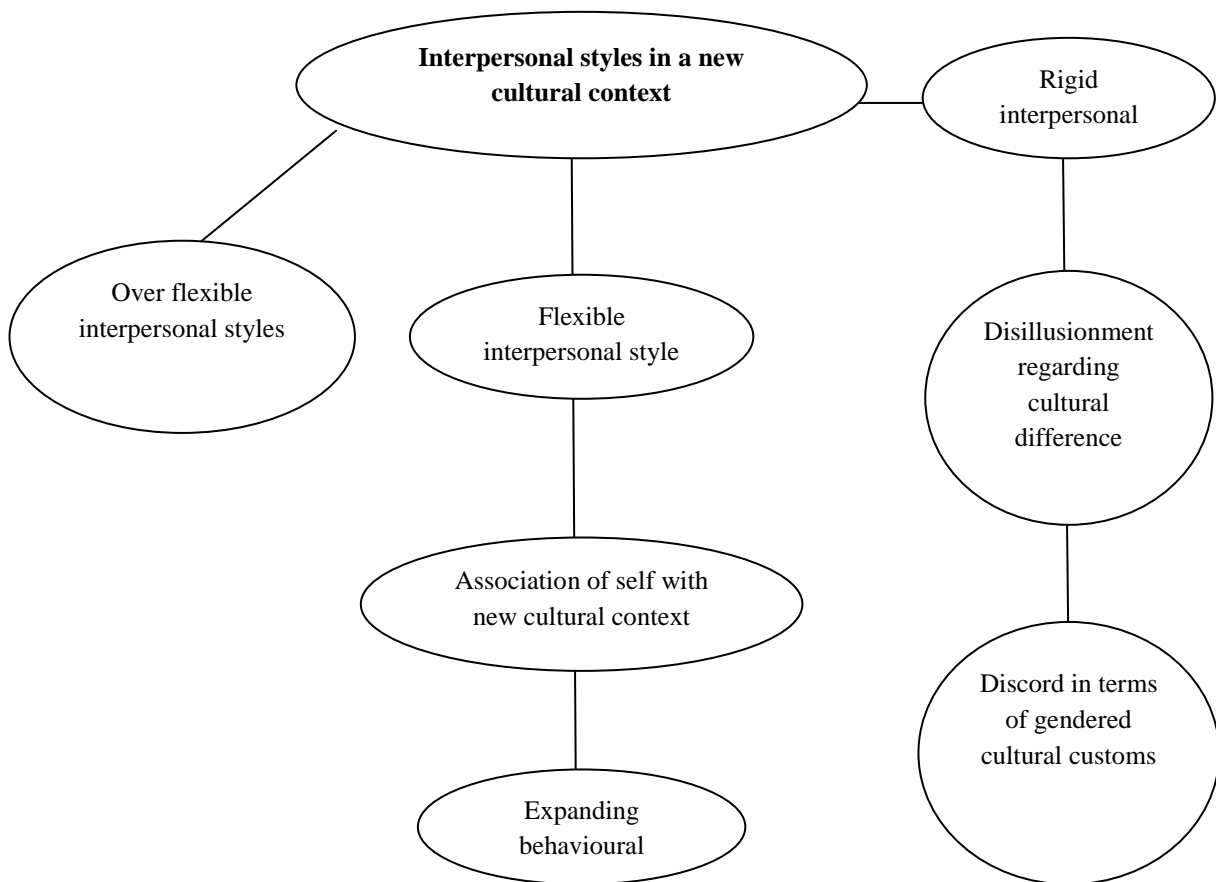 Interpersonal styles in a new
cultural context
Rigid
interpersonal
Over flexible
interpersonal styles
Flexible
interpersonal style
Disillusionment
regarding
cultural
difference
Association of self with
new cultural context
Discord in terms
of gendered
cultural customs
Expanding
behavioural